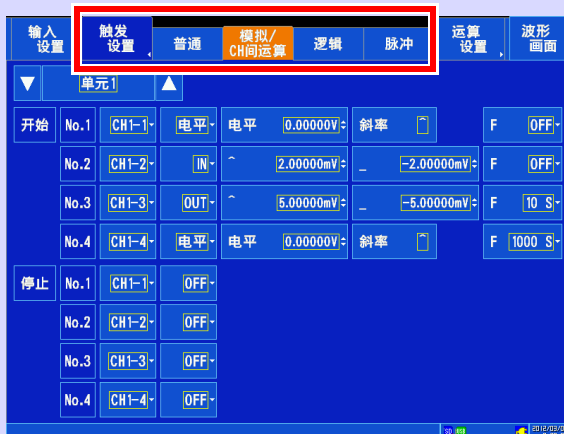 输入设置 触发设置 普通 模拟/CH间运算 逻辑 脉冲 运算设置 波形画面
▼ 单元1 ▲
开始 No.1 CH1-1 电平 电平 0.00000V 斜率 F OFF
No.2 CH1-2 IN 2.00000mV -2.00000mV F OFF
No.3 CH1-3 OUT 5.00000mV -5.00000mV F 10 S
No.4 CH1-4 电平 电平 0.00000V 斜率 F 1000 S
停止 No.1 CH1-1 OFF
No.2 CH1-2 OFF
No.3 CH1-3 OFF
No.4 CH1-4 OFF
SD